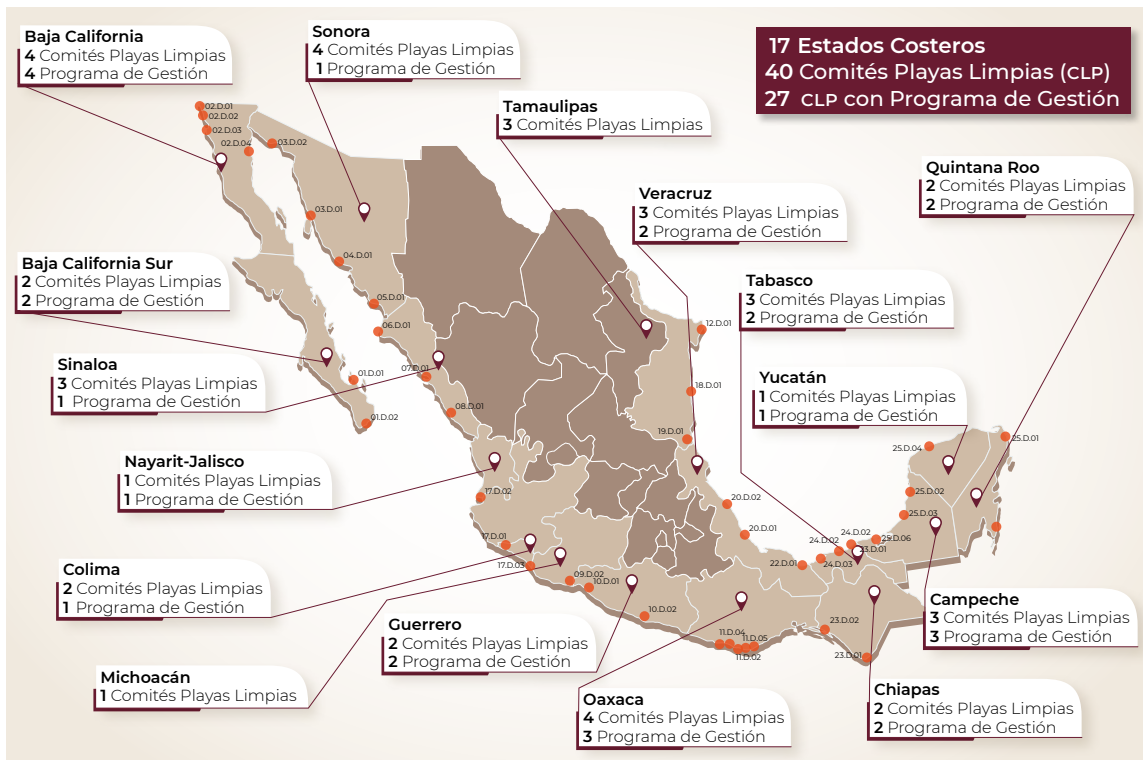 Baja California
4 Comités Playas Limpias
4 Programa de Gestión
Sonora
4 Comités Playas Limpias
1 Programa de Gestión
17 Estados Costeros
40 Comités Playas Limpias (CLP)
27 CLP con Programa de Gestión
Tamaulipas
3 Comités Playas Limpias
Quintana Roo
2 Comités Playas Limpias
2 Programa de Gestión
Veracruz
3 Comités Playas Limpias
2 Programa de Gestión
Baja California Sur
2 Comités Playas Limpias
2 Programa de Gestión
Tabasco
3 Comités Playas Limpias
2 Programa de Gestión
Sinaloa
3 Comités Playas Limpias
1 Programa de Gestión
Yucatán
1 Comités Playas Limpias
1 Programa de Gestión
Nayarit-Jalisco
1 Comités Playas Limpias
1 Programa de Gestión
Colima
2 Comités Playas Limpias
1 Programa de Gestión
Guerrero
2 Comités Playas Limpias
2 Programa de Gestión
Campeche
3 Comités Playas Limpias
3 Programa de Gestión
Michoacán
1 Comités Playas Limpias
Oaxaca
4 Comités Playas Limpias
3 Programa de Gestión
Chiapas
2 Comités Playas Limpias
2 Programa de Gestión
02.D.01
02.D.02
02.D.03
02.D.04
03.D.02
03.D.01
04.D.01
05.D.01
06.D.01
07.D.01
01.D.01
08.D.01
01.D.02
12.D.01
18.D.01
19.D.01
25.D.01
25.D.04
17.D.02
20.D.02
25.D.02
25.D.03
20.D.01
24.D.02
25.D.06
17.D.01
24.D.02
23.D.01
17.D.03
22.D.01
24.D.03
09.D.02
10.D.01
10.D.02
23.D.02
11.D.04
11.D.05
11.D.02
23.D.01